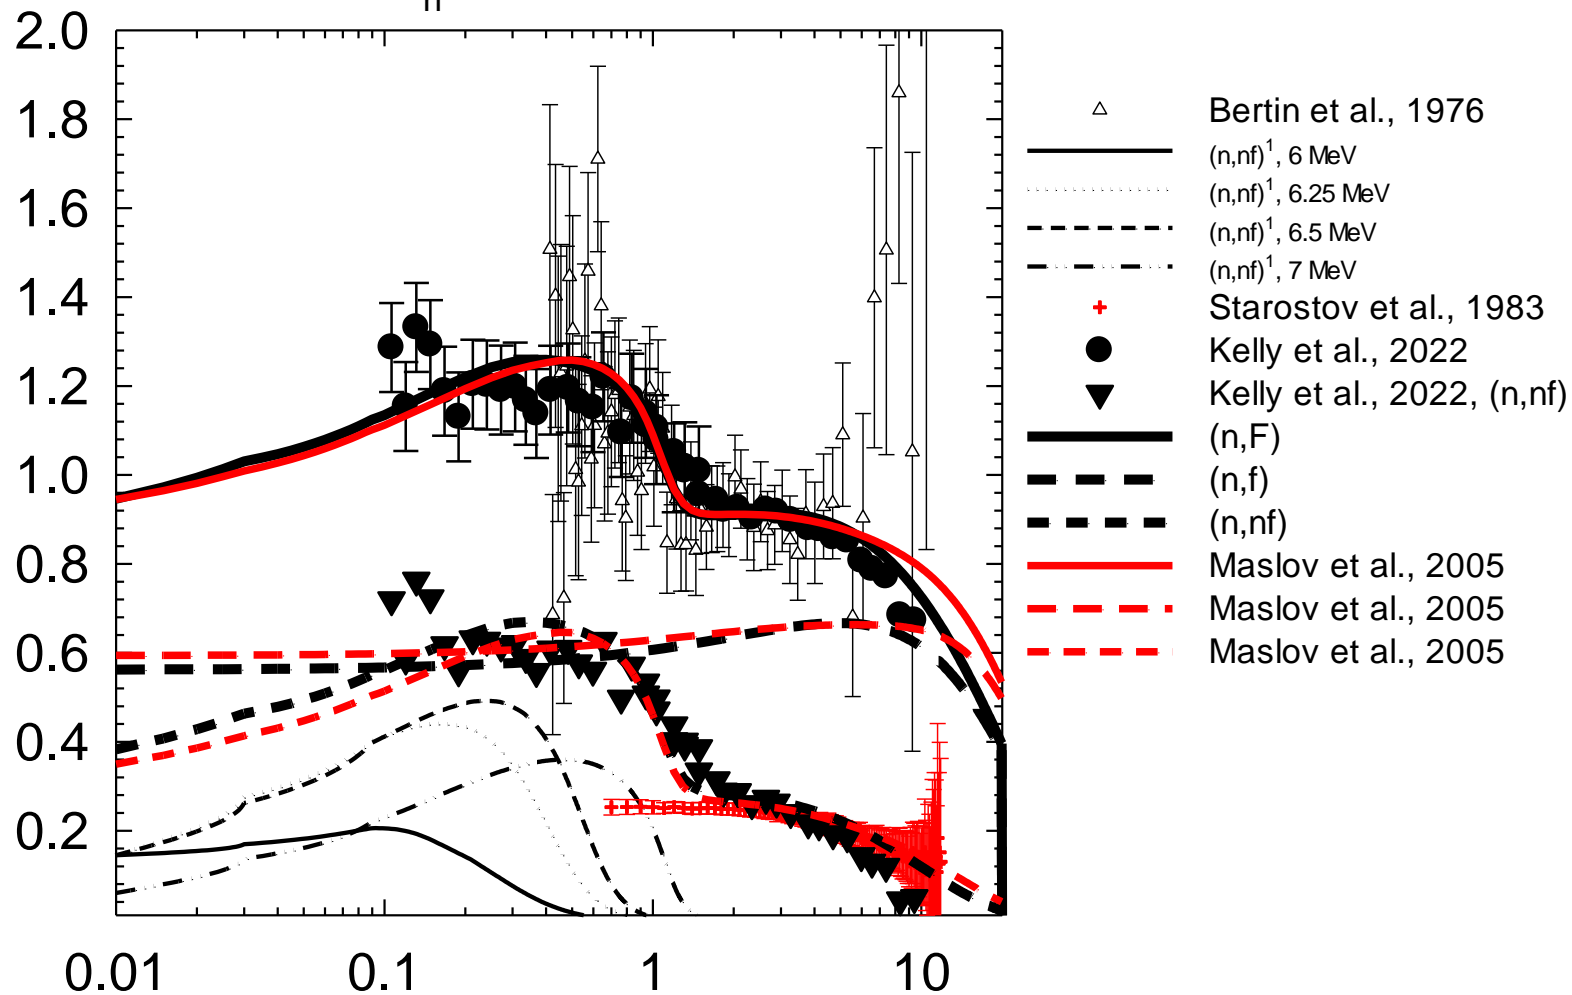 2.0
1.8
1.6
1.4
1.2
1.0
0.8
0.6
0.4
0.2
0.01 0.1 1 10
Bertin et al., 1976
(n,nf)¹, 6 MeV
(n,nf)¹, 6.25 MeV
(n,nf)¹, 6.5 MeV
(n,nf)¹, 7 MeV
Starostov et al., 1983
Kelly et al., 2022
Kelly et al., 2022, (n,nf)
(n,F)
(n,f)
(n,nf)
Maslov et al., 2005
Maslov et al., 2005
Maslov et al., 2005